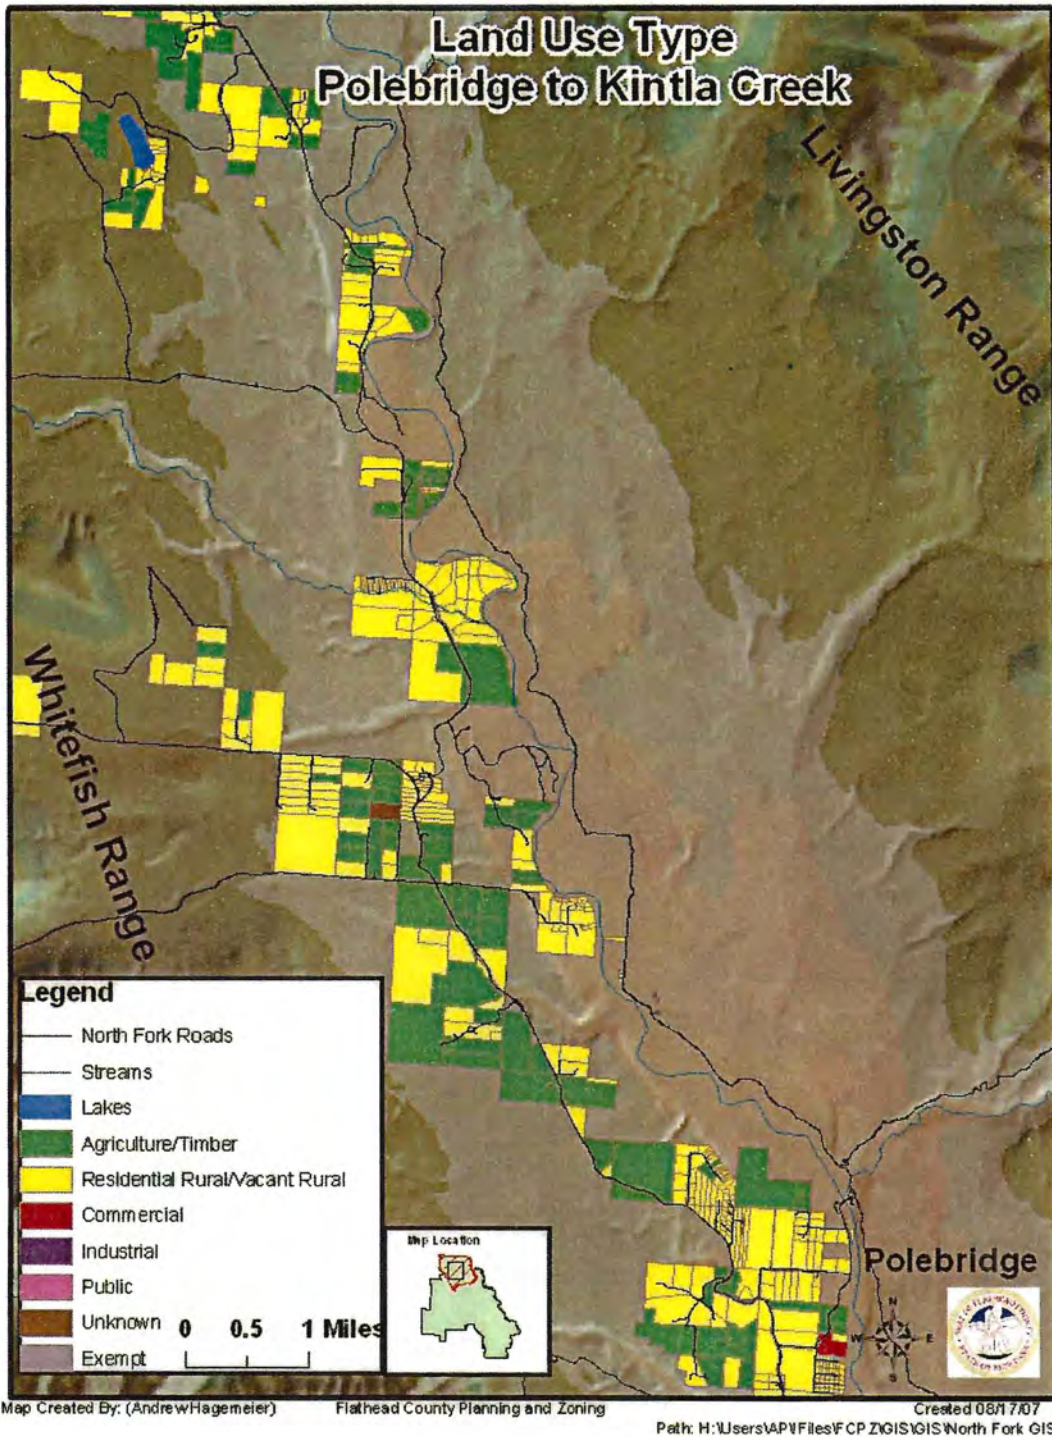 Land Use Type
Polebridge to Kintla Creek
Livingston Range
Whitefish Range
Legend
North Fork Roads
Streams
Lakes
Agriculture/Timber
Residential Rural/Vacant Rural
Commercial
Industrial
Public
Unknown
Exempt
0 0.5 1 Miles
Map Location
Polebridge
N
W E
S
Map Created By: (Andrew Hagemeier) Flathead County Planning and Zoning Created 08/17/07
Path: H:\Users\API\Files\FCPZ\GIS\GIS\North Fork GIS